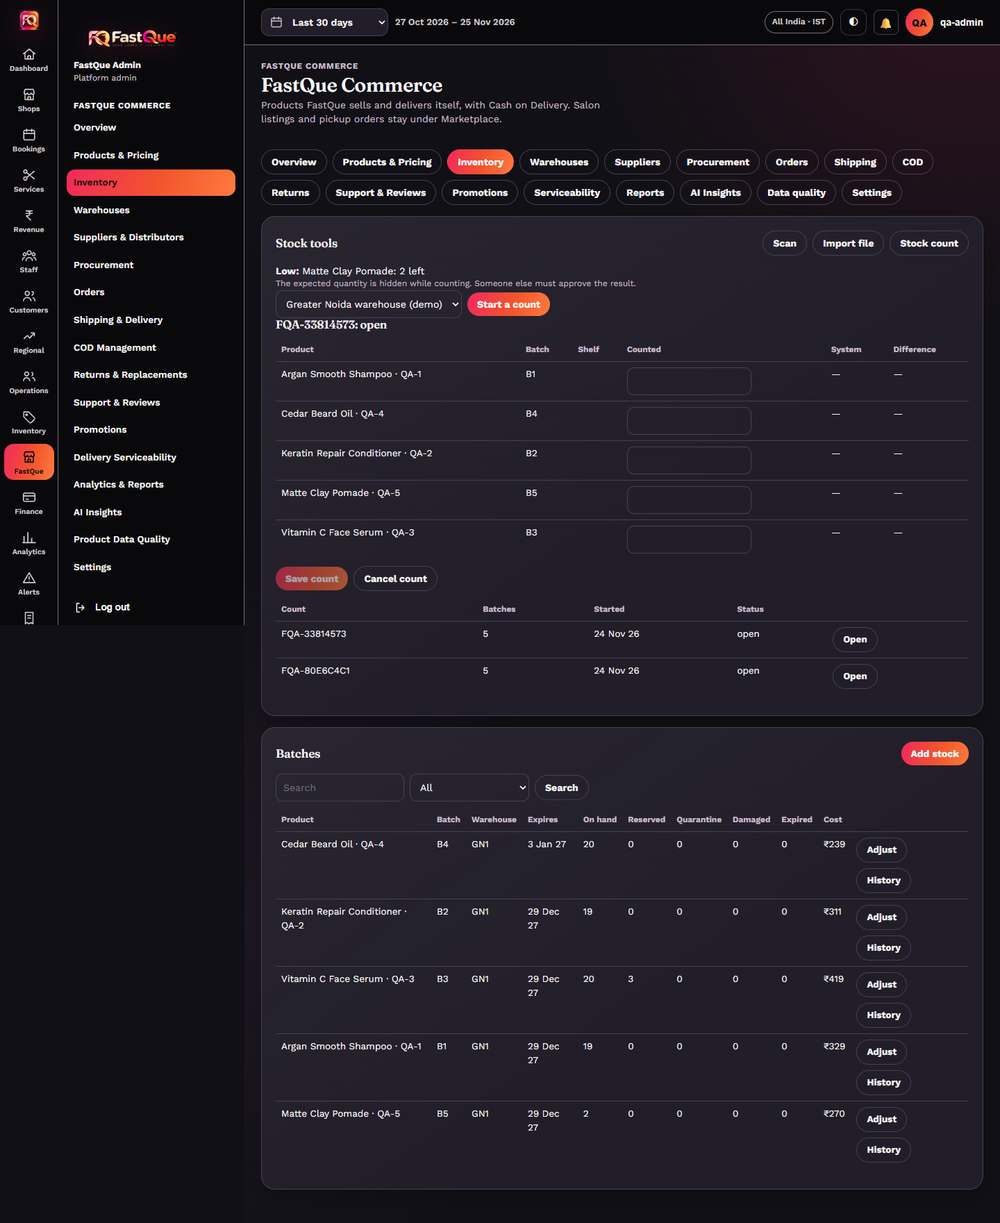 Dashboard
Shops
Bookings
Services
Revenue
Staff
Customers
Regional
Operations
Inventory
FastQue
Finance
Analytics
Alerts
FQ FastQue
FastQue Admin
Platform admin
FASTQUE COMMERCE
Overview
Products & Pricing
Inventory
Warehouses
Suppliers & Distributors
Procurement
Orders
Shipping & Delivery
COD Management
Returns & Replacements
Support & Reviews
Promotions
Delivery Serviceability
Analytics & Reports
AI Insights
Product Data Quality
Settings
Log out
Last 30 days 27 Oct 2026 – 25 Nov 2026 All India · IST QA qa-admin
FASTQUE COMMERCE
FastQue Commerce
Products FastQue sells and delivers itself, with Cash on Delivery. Salon
listings and pickup orders stay under Marketplace.
Overview Products & Pricing Inventory Warehouses Suppliers Procurement Orders Shipping COD
Returns Support & Reviews Promotions Serviceability Reports AI Insights Data quality Settings
Stock tools Scan Import file Stock count
Low: Matte Clay Pomade: 2 left
The expected quantity is hidden while counting. Someone else must approve the result.
Greater Noida warehouse (demo) Start a count
FQA-33814573: open
Product Batch Shelf Counted System Difference
Argan Smooth Shampoo · QA-1 B1 — —
Cedar Beard Oil · QA-4 B4 — —
Keratin Repair Conditioner · QA-2 B2 — —
Matte Clay Pomade · QA-5 B5 — —
Vitamin C Face Serum · QA-3 B3 — —
Save count Cancel count
Count Batches Started Status
FQA-33814573 5 24 Nov 26 open Open
FQA-80E6C4C1 5 24 Nov 26 open Open
Batches Add stock
Search All Search
Product Batch Warehouse Expires On hand Reserved Quarantine Damaged Expired Cost
Cedar Beard Oil · QA-4 B4 GN1 3 Jan 27 20 0 0 0 0 ₹239 Adjust
History
Keratin Repair Conditioner · B2 GN1 29 Dec 19 0 0 0 0 ₹311 Adjust
QA-2 27
History
Vitamin C Face Serum · QA-3 B3 GN1 29 Dec 20 3 0 0 0 ₹419 Adjust
27
History
Argan Smooth Shampoo · QA-1 B1 GN1 29 Dec 19 0 0 0 0 ₹329 Adjust
27
History
Matte Clay Pomade · QA-5 B5 GN1 29 Dec 2 0 0 0 0 ₹270 Adjust
27
History